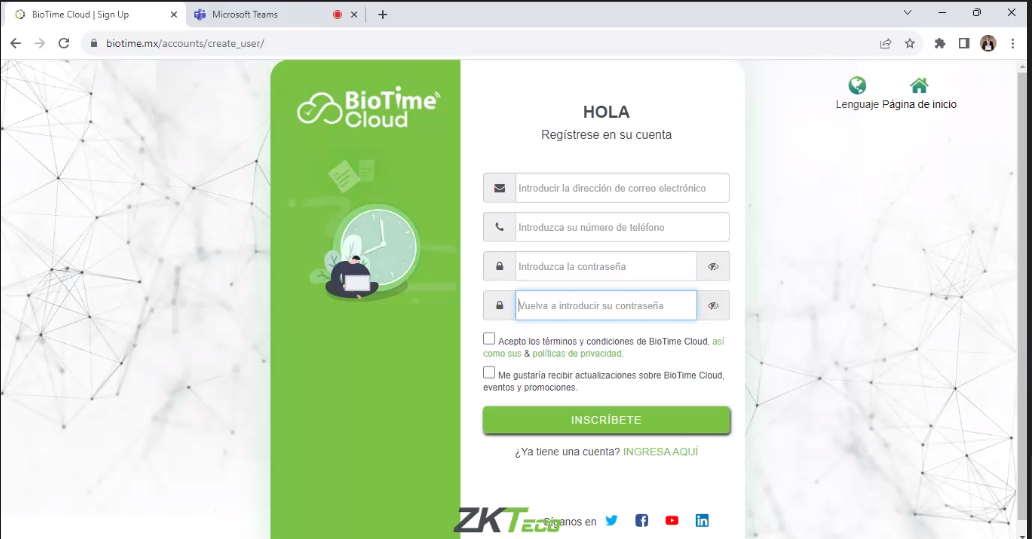 BioTime Cloud | Sign Up
Microsoft Teams
biotime.mx/accounts/create_user/
BioTime
Cloud
Lenguaje Página de inicio
HOLA
Regístrese en su cuenta
Introducir la dirección de correo electrónico
Introduzca su número de teléfono
Introduzca la contraseña
Vuelva a introducir su contraseña
Acepto los términos y condiciones de BioTime Cloud, así
como sus & políticas de privacidad.
Me gustaría recibir actualizaciones sobre BioTime Cloud,
eventos y promociones.
INSCRÍBETE
¿Ya tiene una cuenta? INGRESA AQUÍ
ZKTeco
Síganos en